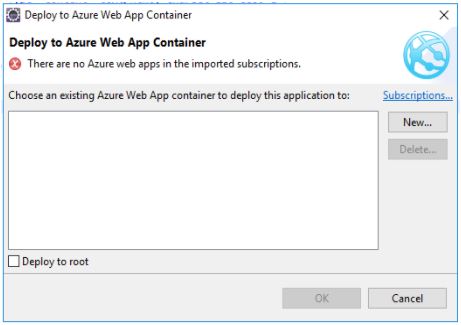 Deploy to Azure Web App Container
Deploy to Azure Web App Container
There are no Azure web apps in the imported subscriptions.
Choose an existing Azure Web App container to deploy this application to:
Subscriptions...
New...
Delete...
Deploy to root
OK
Cancel